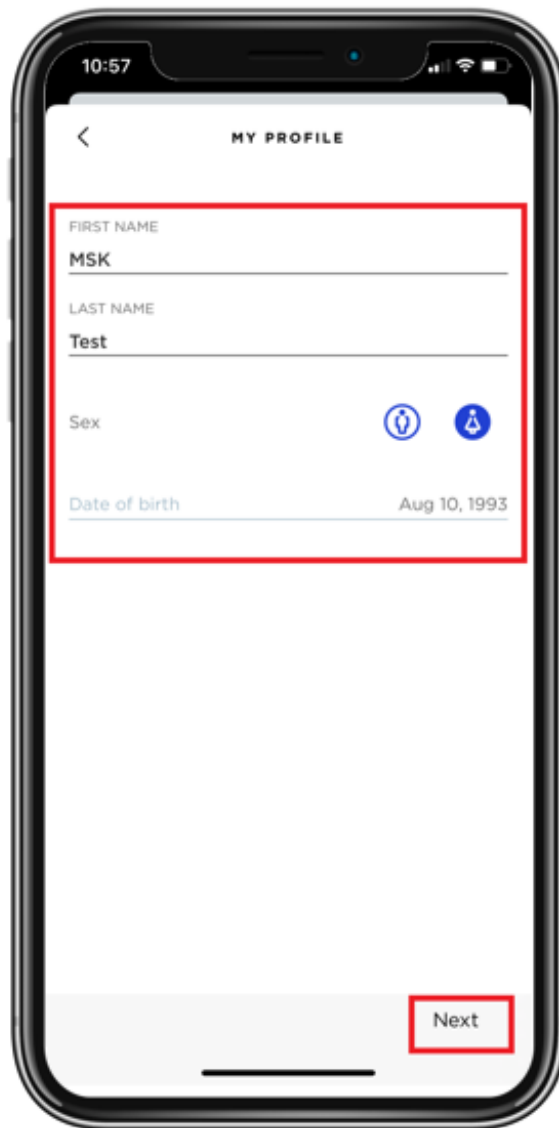 10:57
MY PROFILE
FIRST NAME
MSK
LAST NAME
Test
Sex
Date of birth Aug 10, 1993
Next